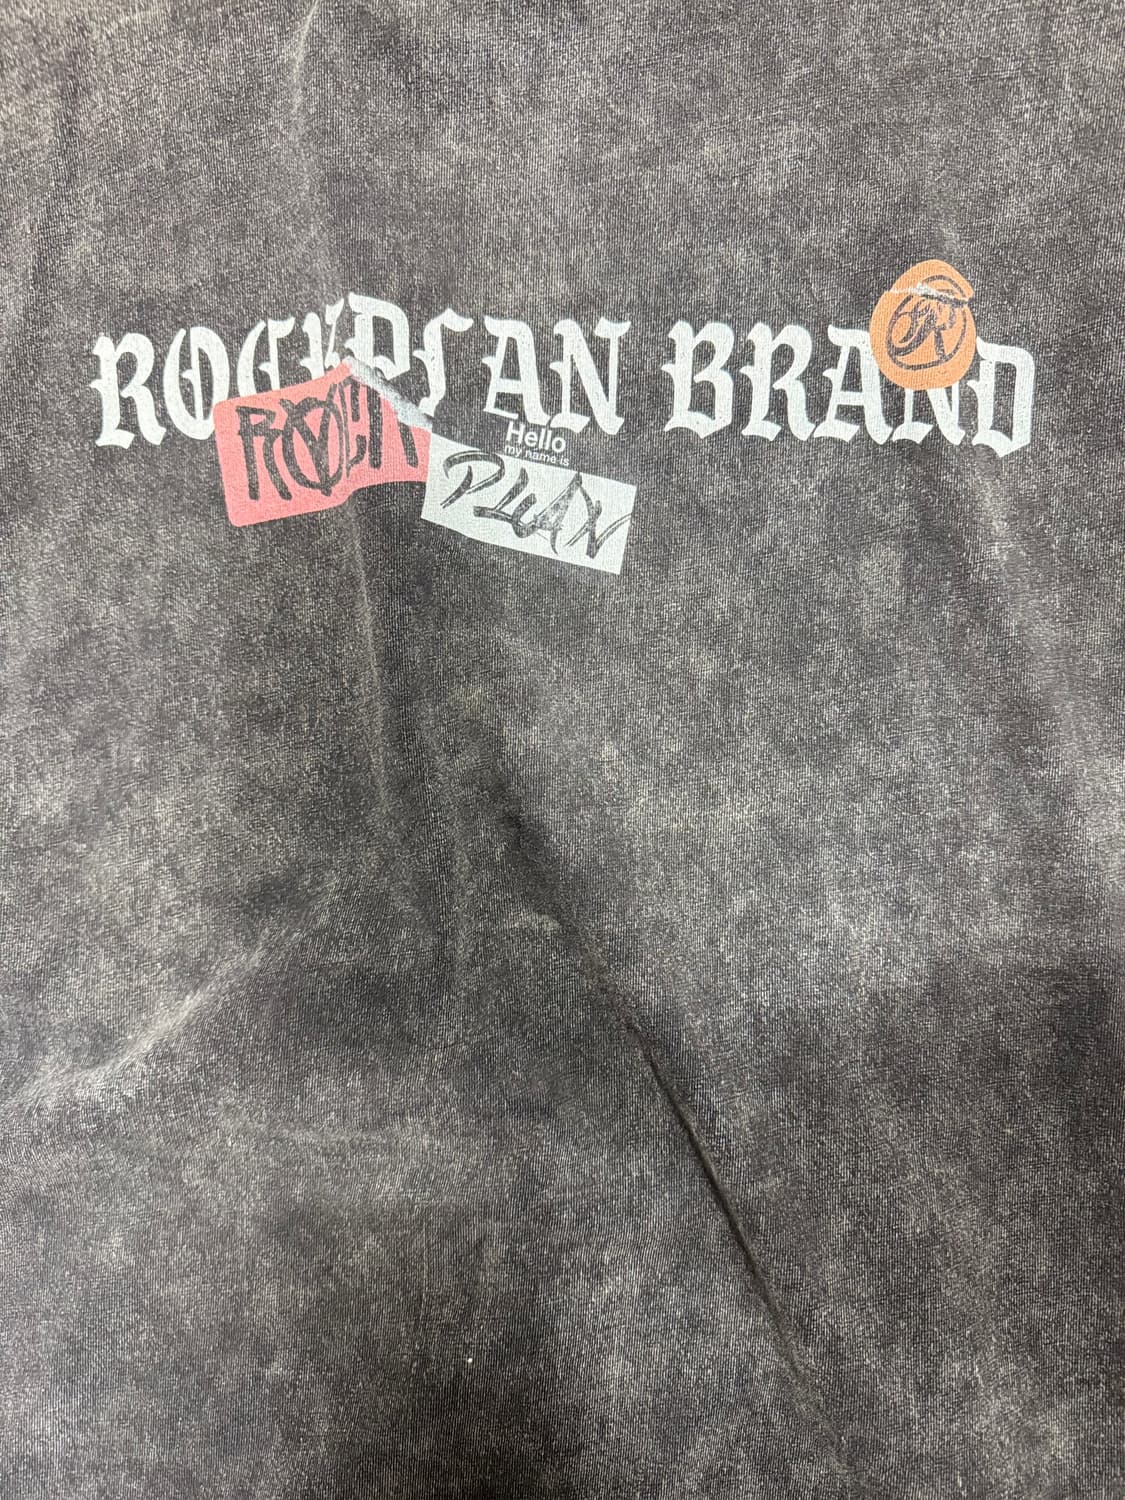 ROCKPLAN BRAND
R
ROCK
Hello
my name is
PLAN